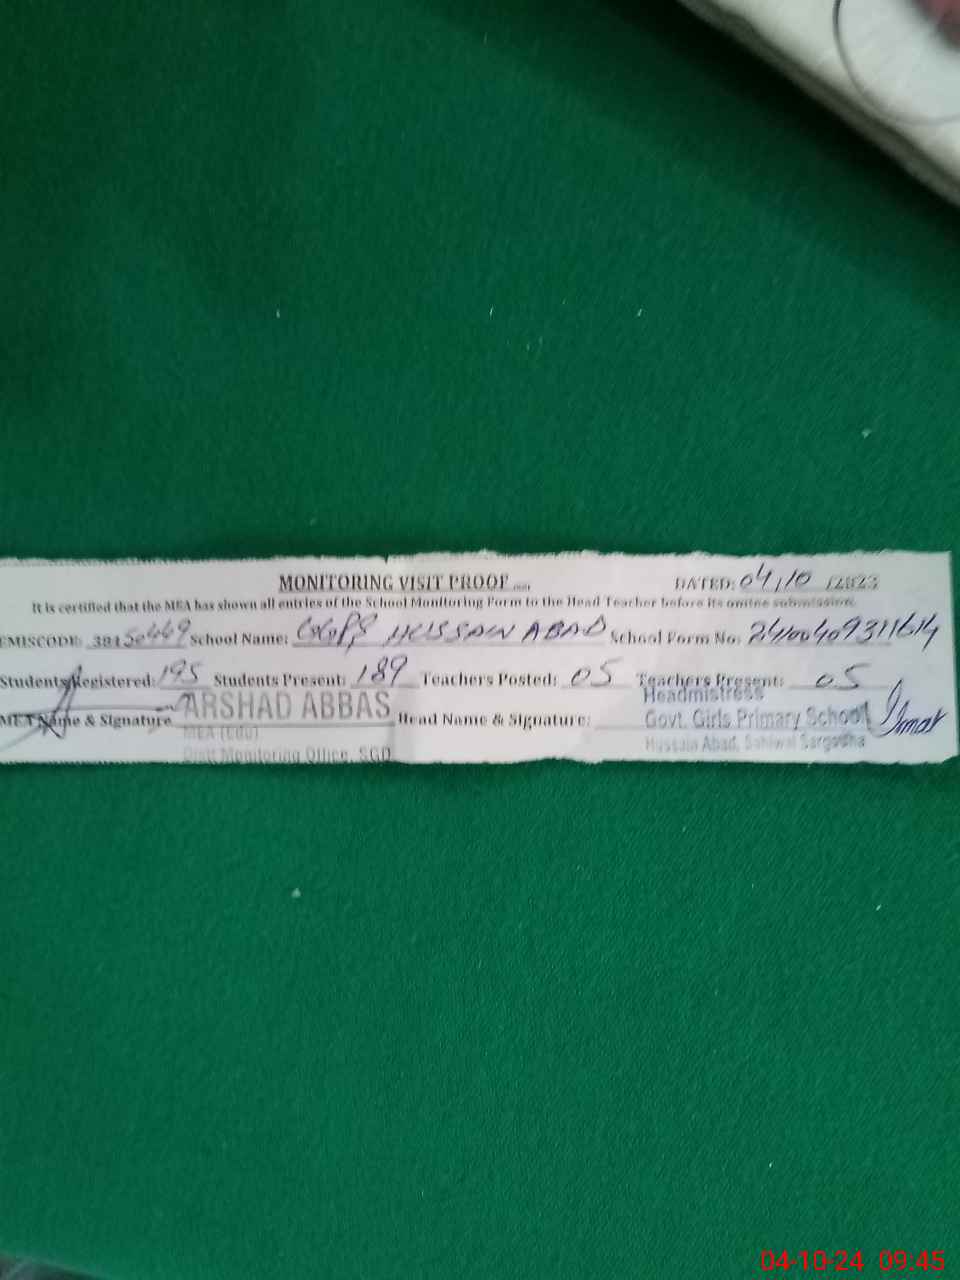 MONITORING VISIT PROOF
DATED: 04/10 /2023
It is certified that the MEA has shown all entries of the School Monitoring Form to the Head Teacher before its online submission.
EMISCODE: 38450469 School Name: GGPS HUSSAIN ABAD School Form No: 24100409311614
Students Registered: 195 Students Present: 189 Teachers Posted: 05 Teachers Present: 05
MEA Name & Signature ARSHAD ABBAS Head Name & Signature: Headmistress
MEA (Edu) Govt. Girls Primary School
Distt Monitoring Office, SGD Hussain Abad, Sahiwal Sargodha
04-10-24 09:45